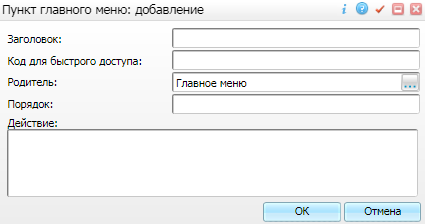 Пункт главного меню: добавление
Заголовок:
Код для быстрого доступа:
Родитель: Главное меню ...
Порядок:
Действие:
ОК Отмена